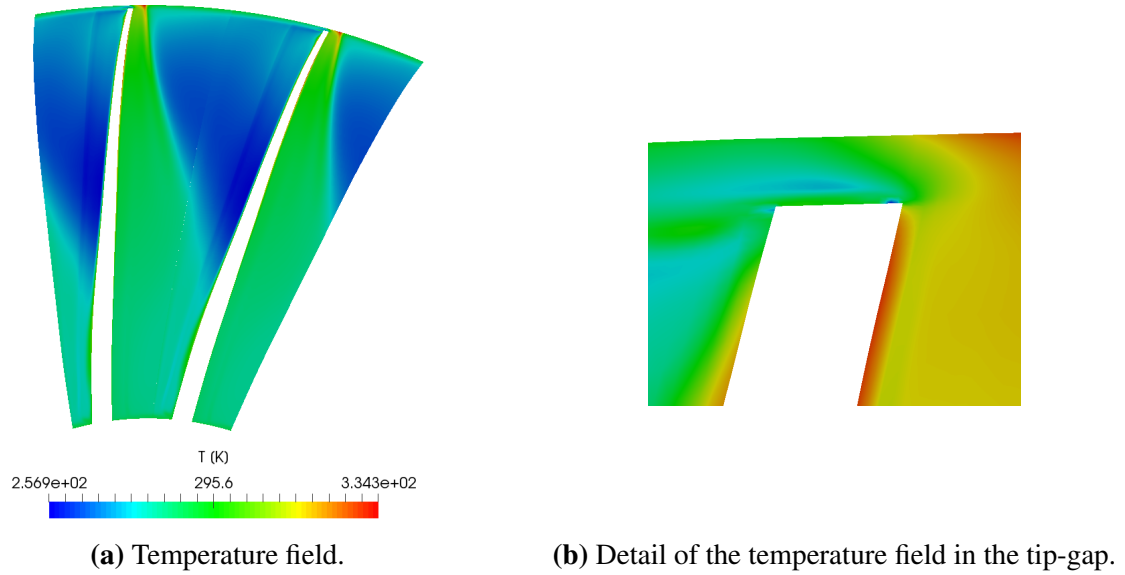 T (K)
2.569e+02 295.6 3.343e+02
(a) Temperature field.
(b) Detail of the temperature field in the tip-gap.